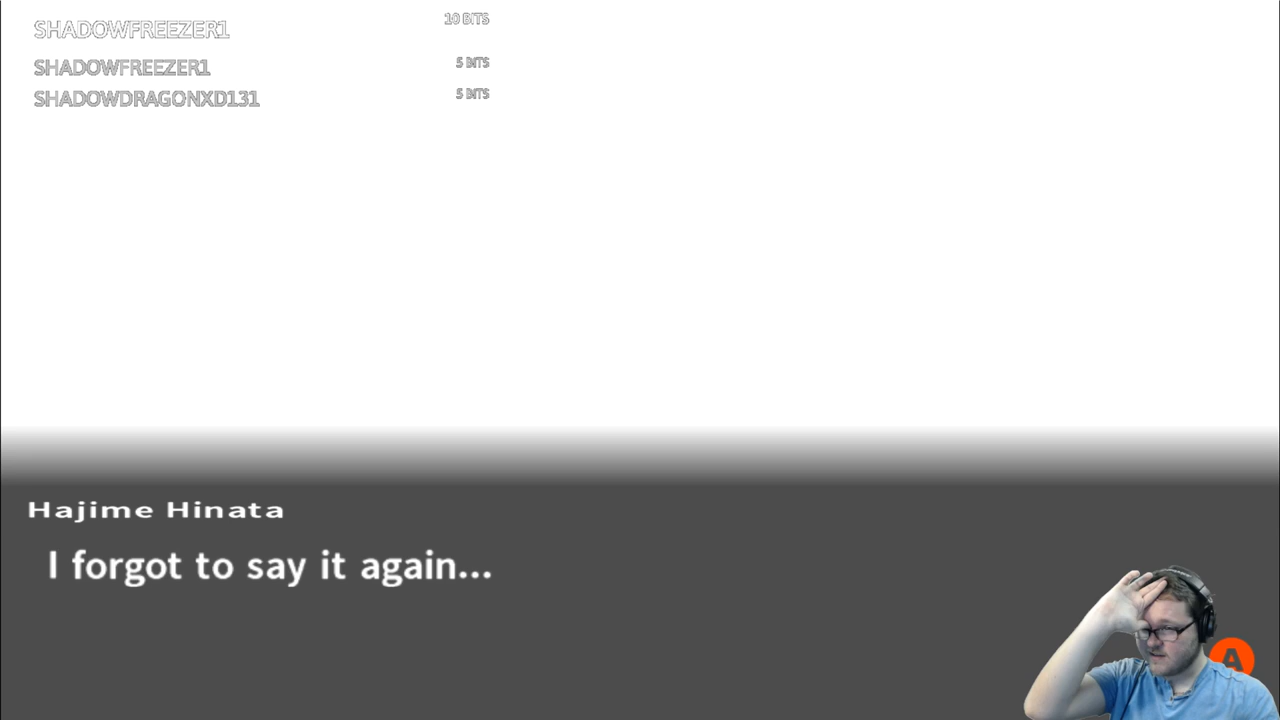 SHADOWFREEZER1 10 BITS
SHADOWFREEZER1 5 BITS
SHADOWDRAGONXD131 5 BITS
Hajime Hinata
I forgot to say it again...
A